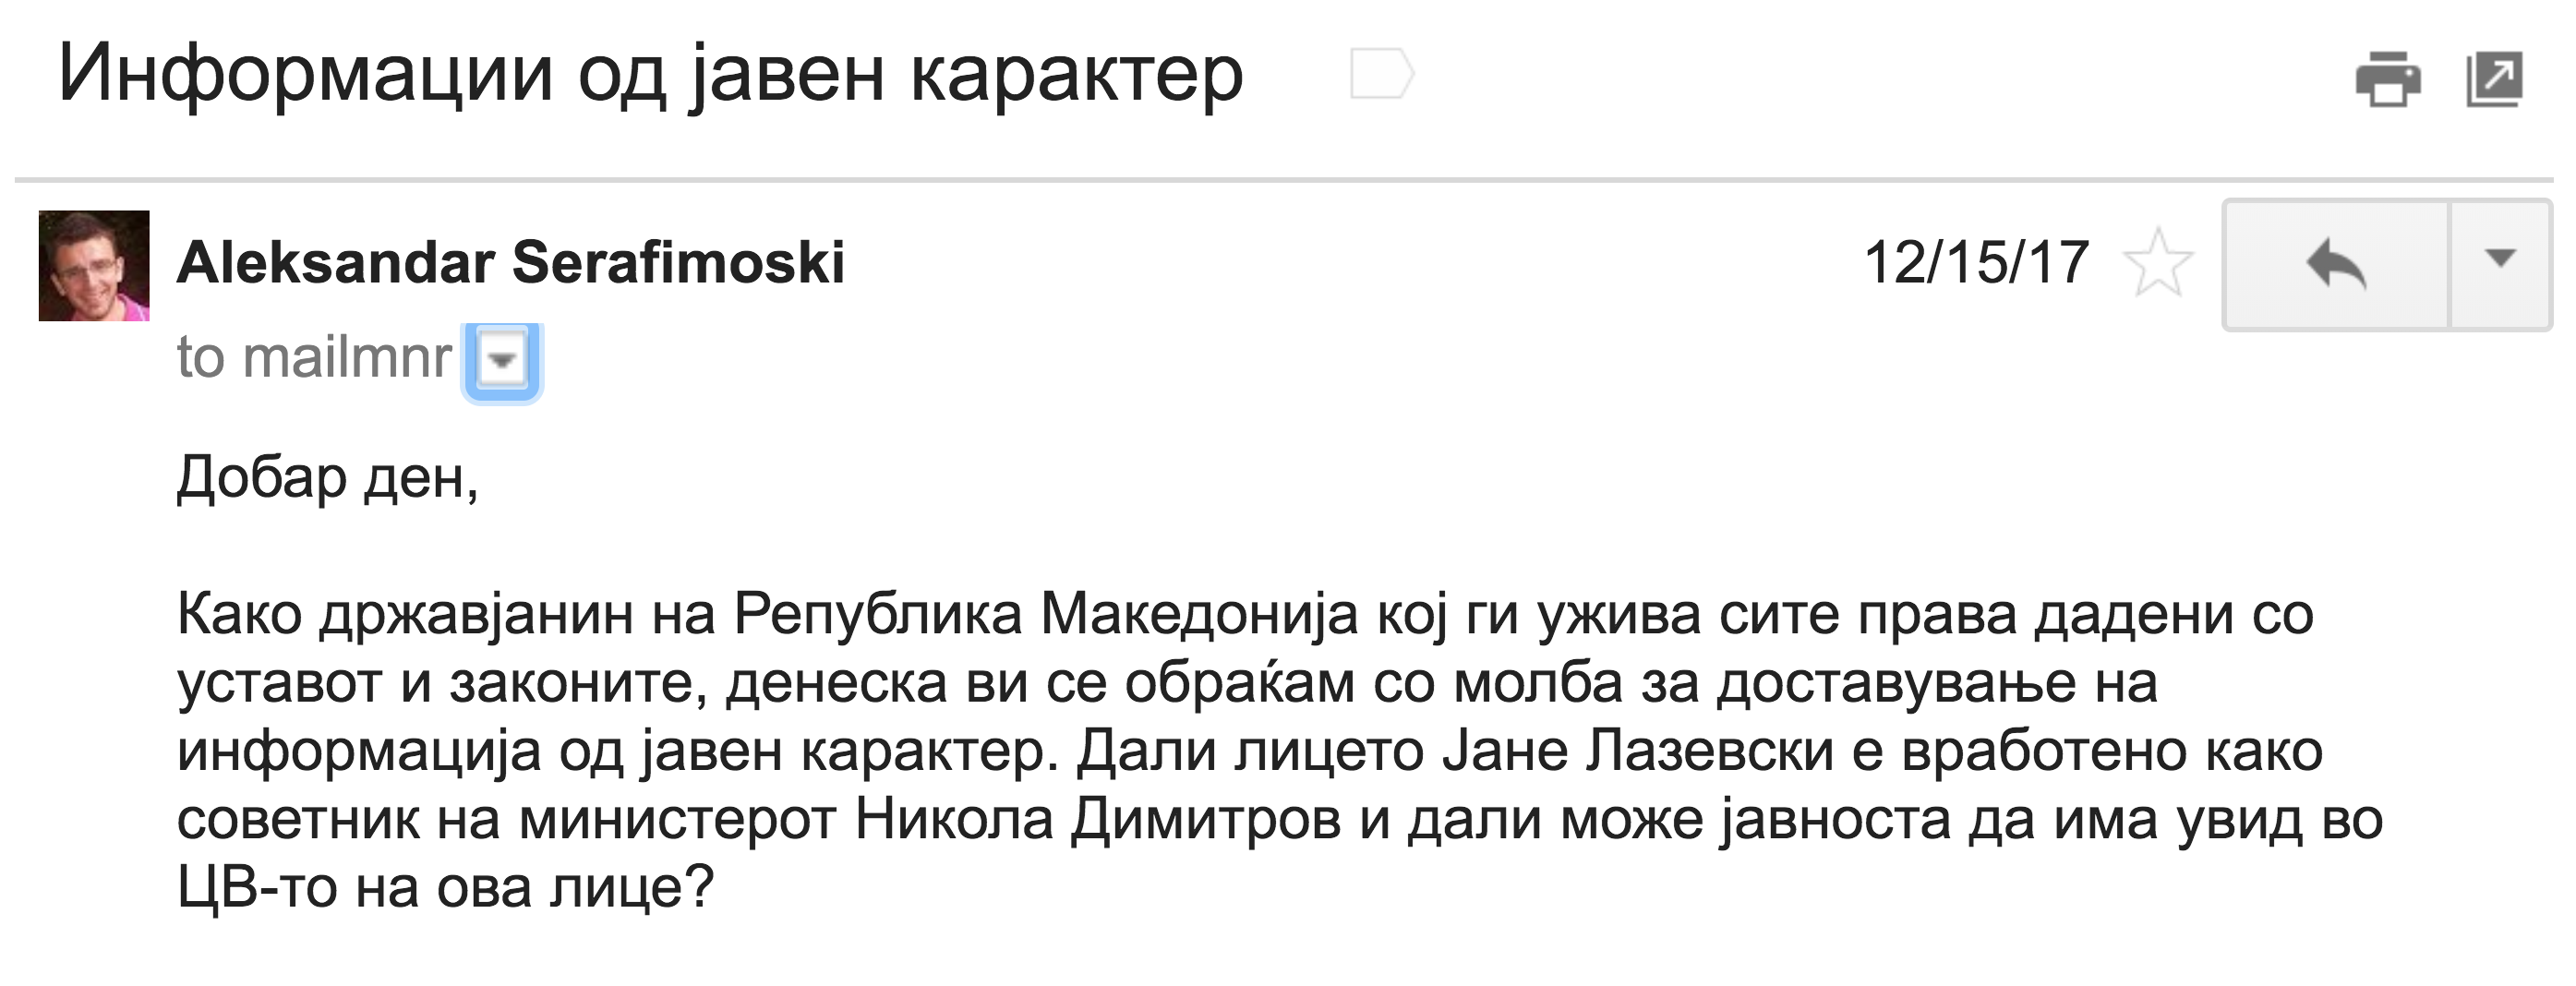 Информации од јавен карактер
Aleksandar Serafimoski
12/15/17
to mailmnr
Добар ден,
Како државјанин на Република Македонија кој ги ужива сите права дадени со
уставот и законите, денеска ви се обраќам со молба за доставување на
информација од јавен карактер. Дали лицето Јане Лазевски е вработено како
советник на министерот Никола Димитров и дали може јавноста да има увид во
ЦВ-то на ова лице?